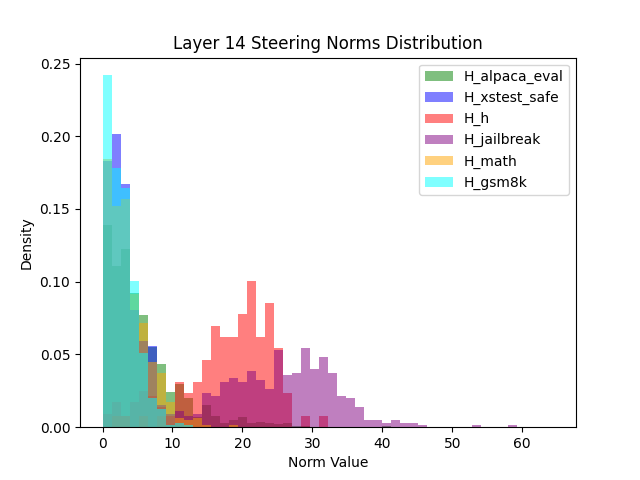 Layer 14 Steering Norms Distribution
0.25
0.20
0.15
0.10
0.05
0.00
Density
H_alpaca_eval
H_xstest_safe
H_h
H_jailbreak
H_math
H_gsm8k
0 10 20 30 40 50 60
Norm Value